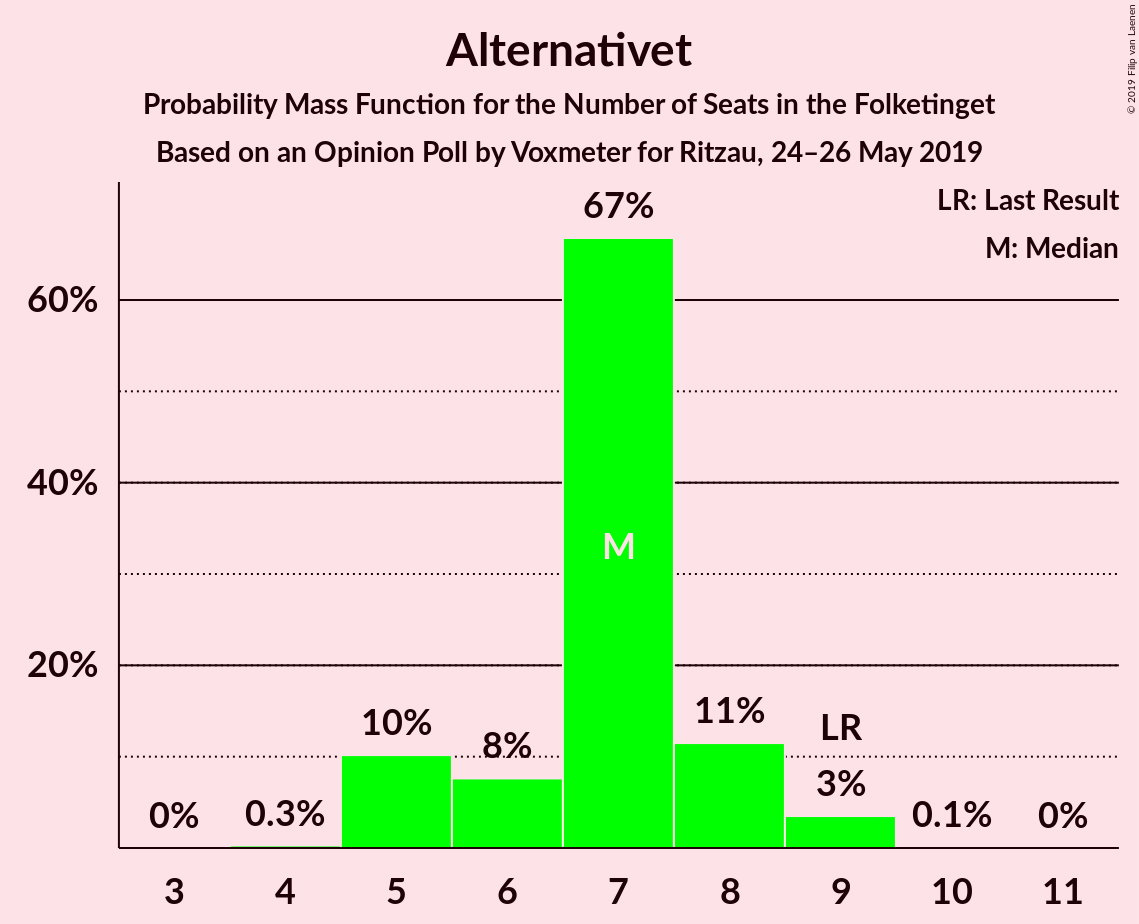 Alternativet
Probability Mass Function for the Number of Seats in the Folketinget
Based on an Opinion Poll by Voxmeter for Ritzau, 24–26 May 2019
© 2019 Filip van Laenen
LR: Last Result
M: Median
60%
40%
20%
0%
0.3%
10%
8%
67%
M
11%
LR
3%
0.1%
0%
3 4 5 6 7 8 9 10 11